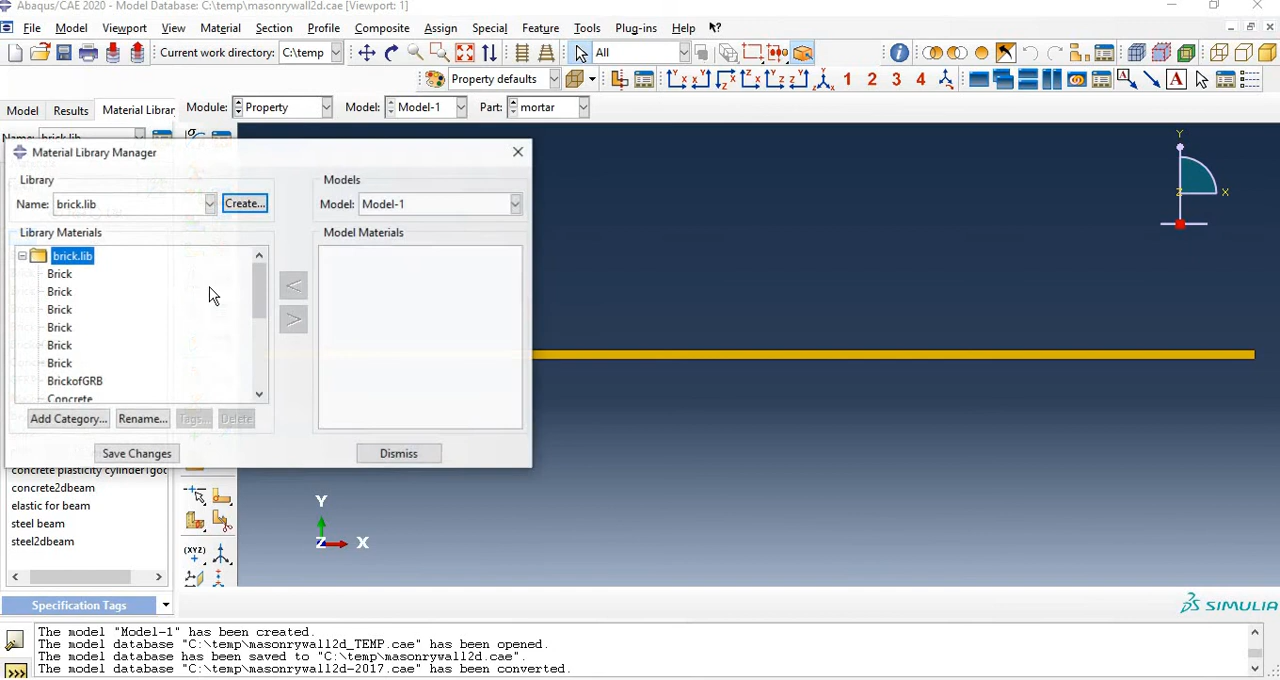 Abaqus/CAE 2020 - Model Database: C:\temp\masonrywall2d.cae [Viewport: 1]
File Model Viewport View Material Section Profile Composite Assign Special Feature Tools Plug-ins Help
Current work directory: C:\temp All
Property defaults 1 2 3 4
Model Results Material Librar Module: Property Model: Model-1 Part: mortar
Name: brick.lib
Material Library Manager
Library
Name: brick.lib Create...
Models
Model: Model-1
Library Materials
Model Materials
brick.lib
Brick
Brick
Brick
Brick
Brick
Brick
BrickofGRB
Concrete
< 
>
Add Category... Rename... Tags... Delete
Save Changes Dismiss
concrete plasticity cylinder1goo
concrete2dbeam
elastic for beam
steel beam
steel2dbeam
(XYZ)
Specification Tags
Y
Z
X
Y
Z X
SIMULIA
The model "Model-1" has been created.
The model database "C:\temp\masonrywall2d_TEMP.cae" has been opened.
The model database has been saved to "C:\temp\masonrywall2d.cae".
The model database "C:\temp\masonrywall2d-2017.cae" has been converted.